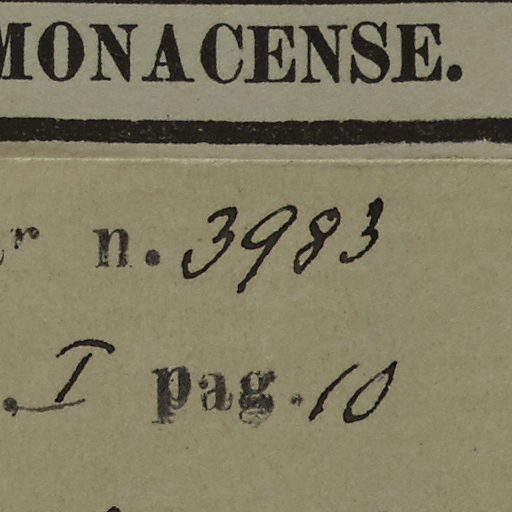 MONACENSE.
r n. 3983
. I pag. 10